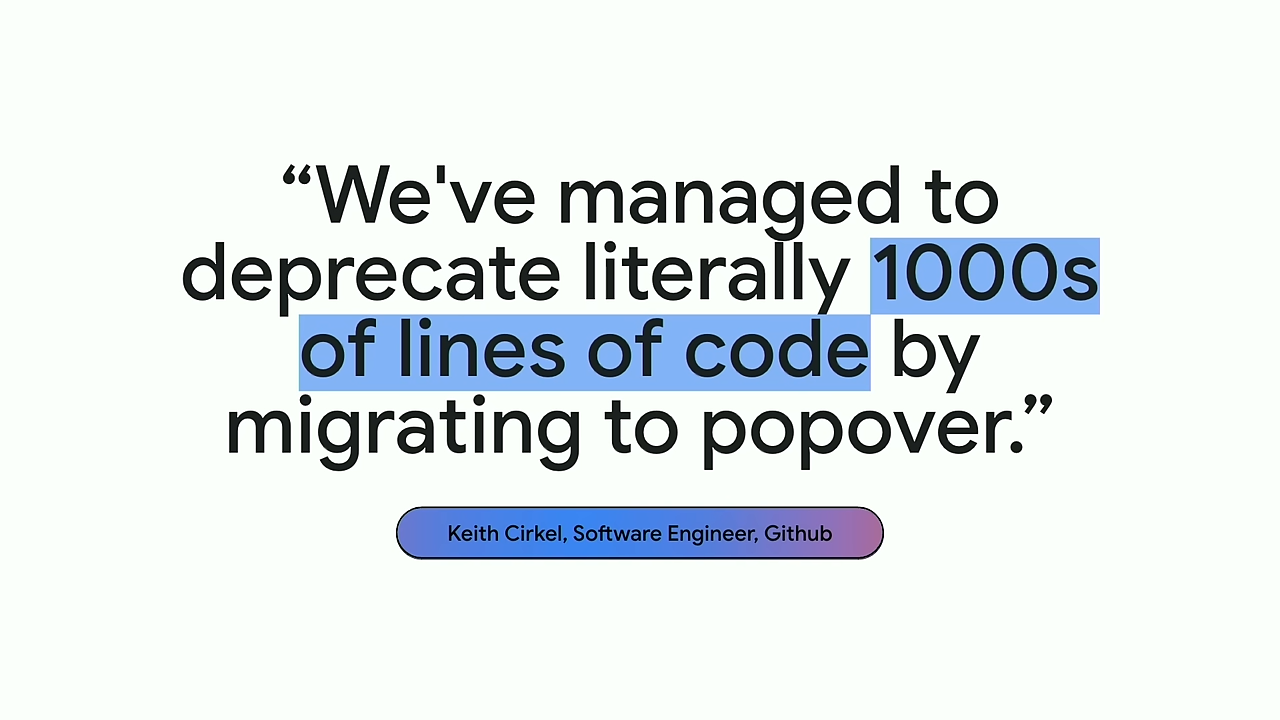 “We've managed to
deprecate literally 1000s
of lines of code by
migrating to popover.”
Keith Cirkel, Software Engineer, Github